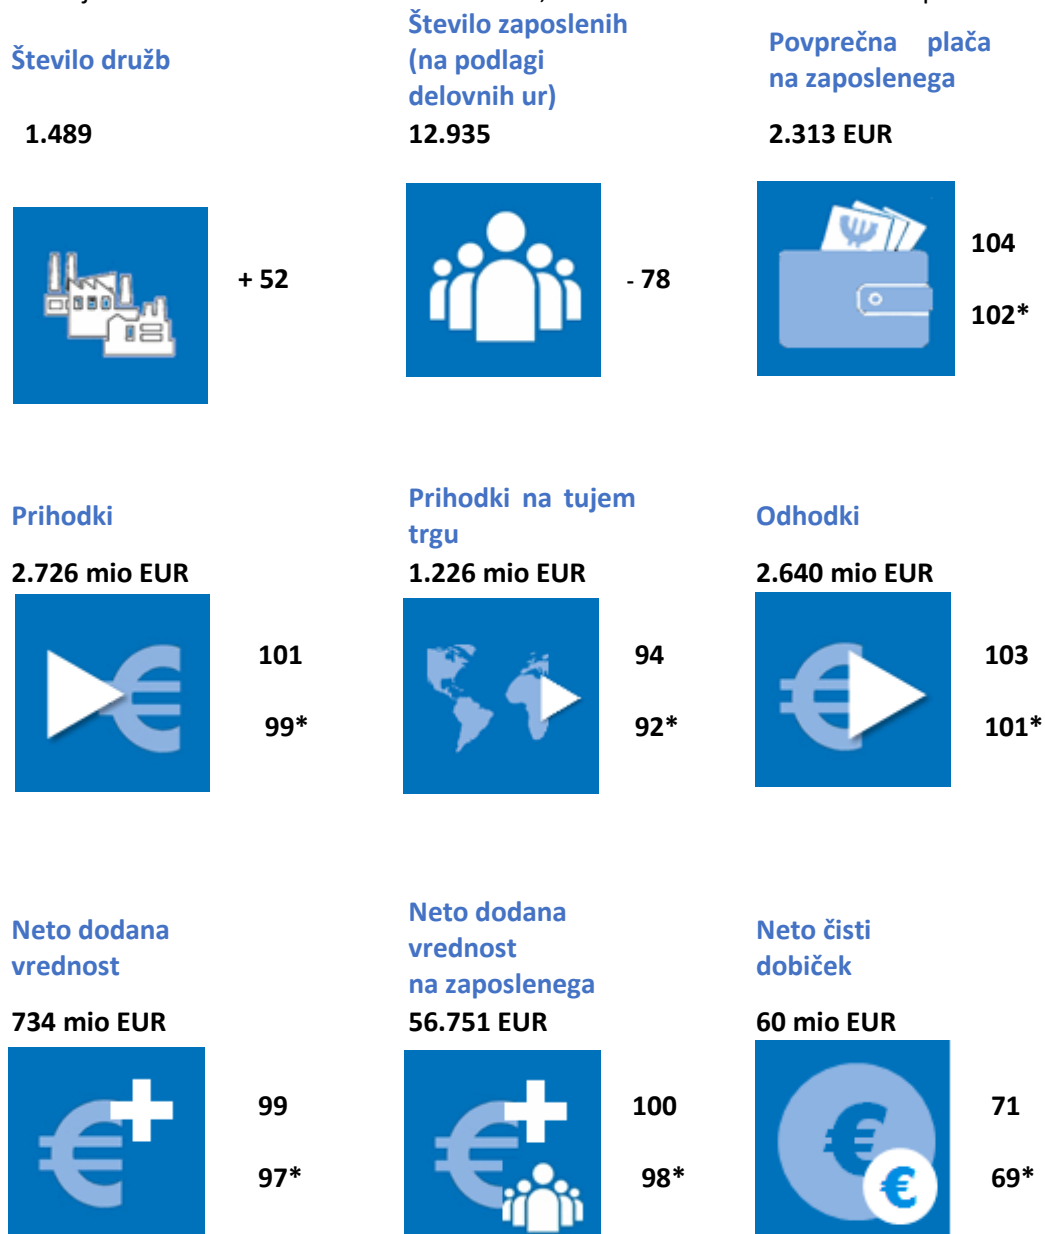 Število družb
1.489
+ 52
Število zaposlenih
(na podlagi
delovnih ur)
12.935
- 78
Povprečna plača
na zaposlenega
2.313 EUR
104
102*
Prihodki
2.726 mio EUR
101
99*
Prihodki na tujem
trgu
1.226 mio EUR
94
92*
Odhodki
2.640 mio EUR
103
101*
Neto dodana
vrednost
734 mio EUR
99
97*
Neto dodana
vrednost
na zaposlenega
56.751 EUR
100
98*
Neto čisti
dobiček
60 mio EUR
71
69*